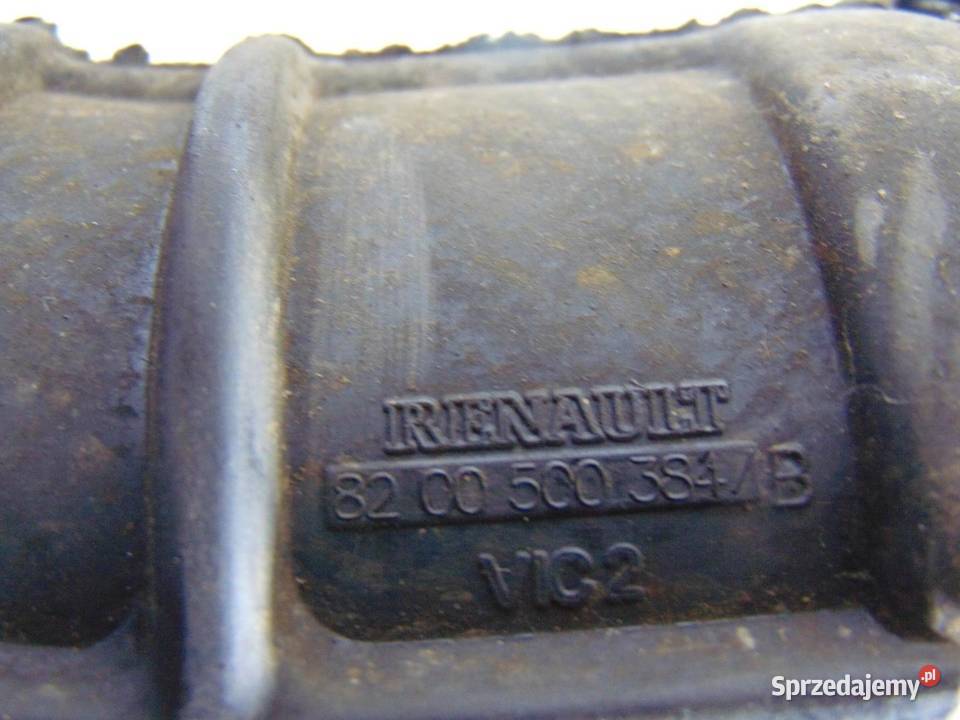 RENAULT
82 00 500 384/B
VIC2
Sprzedajemy.pl